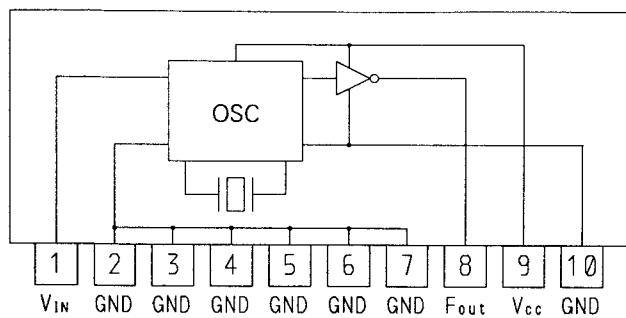 OSC
1 2 3 4 5 6 7 8 9 10
VIN GND GND GND GND GND GND Fout Vcc GND